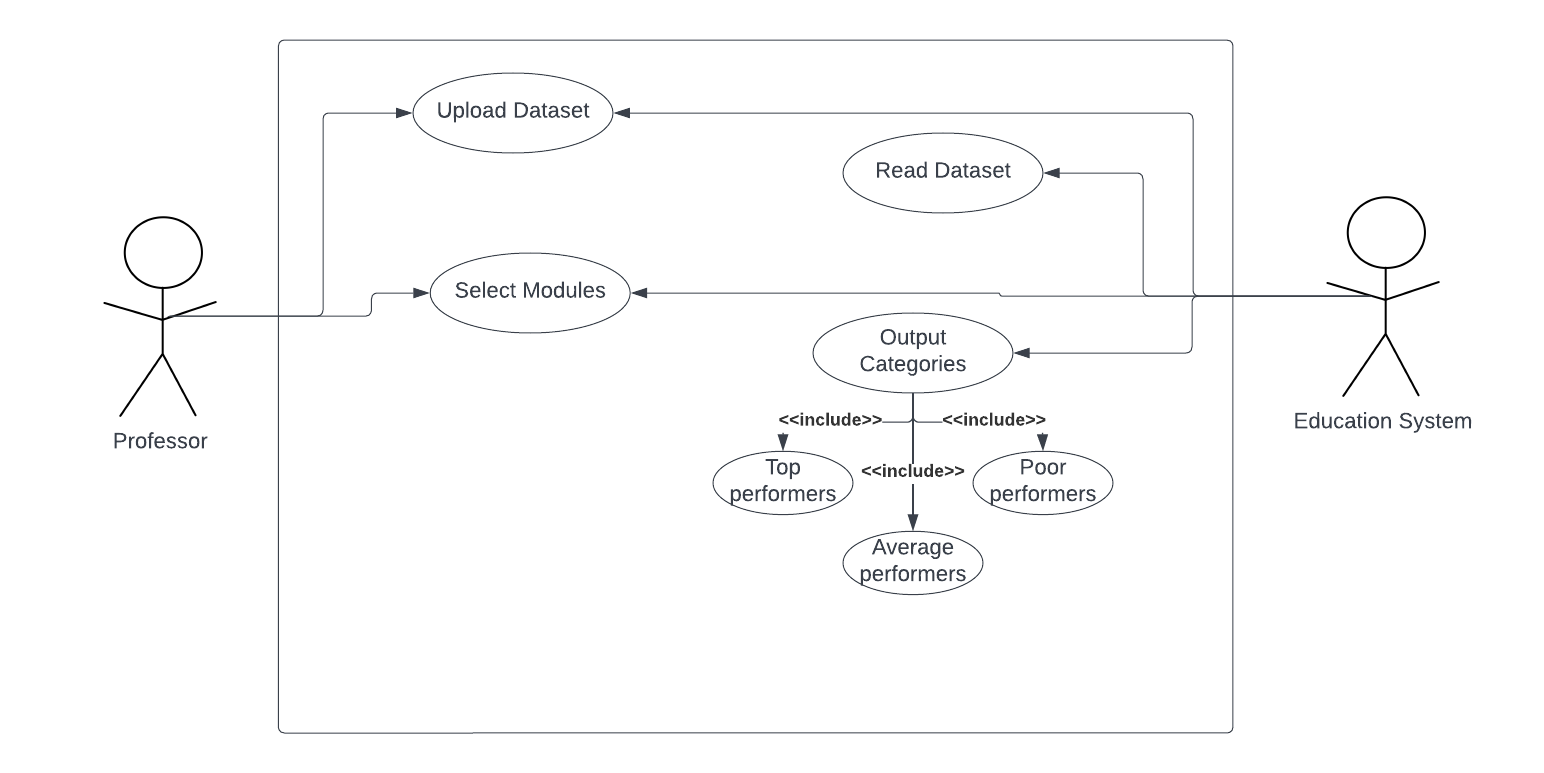 Upload Dataset
Read Dataset
Select Modules
Output
Categories
Professor
Education System
<<include>>
<<include>>
<<include>>
Top
performers
Poor
performers
Average
performers